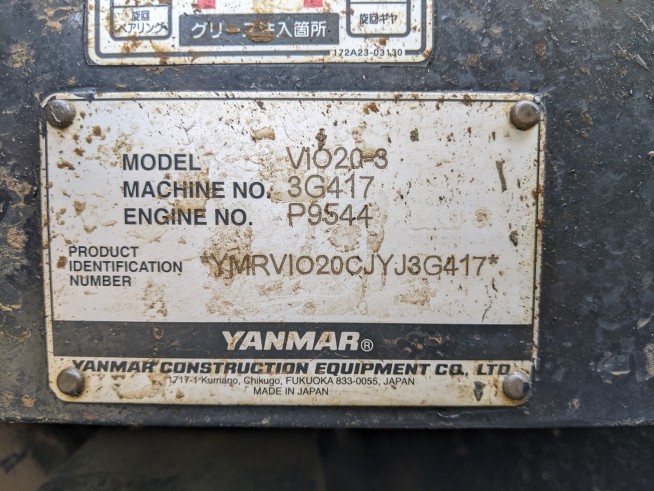 旋回
ベアリング
旋回ギヤ
グリース注入箇所
172A23-03130
MODEL VIO20-3
MACHINE NO. 3G417
ENGINE NO. P9544
PRODUCT
IDENTIFICATION
NUMBER
*YMRVIO20CJYJ3G417*
YANMAR®
YANMAR CONSTRUCTION EQUIPMENT CO., LTD.
1717-1 Kumano, Chikugo, FUKUOKA 833-0055, JAPAN
MADE IN JAPAN